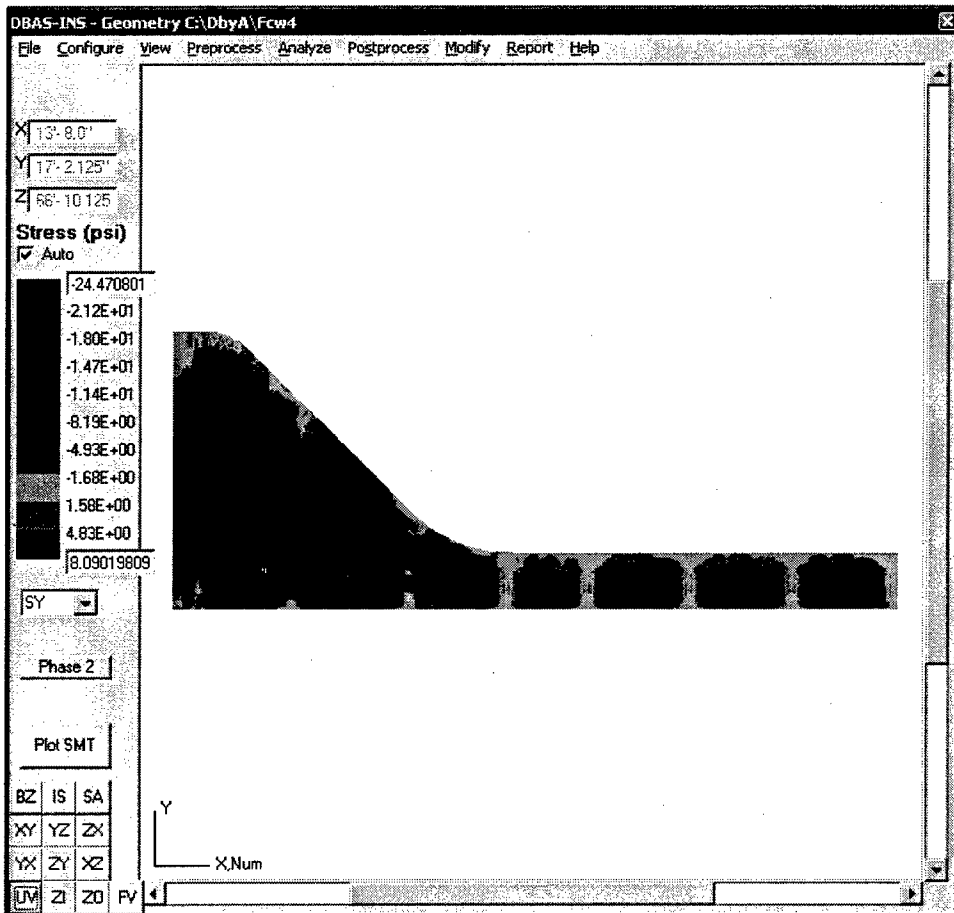 DBAS-INS - Geometry C:\DbyA\Fcw4
File Configure View Preprocess Analyze Postprocess Modify Report Help
X 13'- 8.0"
Y 17'- 2.125"
Z 66'- 10.125
Stress (psi)
Auto
-24.470801
-2.12E+01
-1.80E+01
-1.47E+01
-1.14E+01
-8.19E+00
-4.93E+00
-1.68E+00
1.58E+00
4.83E+00
8.09019809
SY
Phase 2
Plot SMT
BZ IS SA
XY YZ ZX
YX ZY XZ
UV ZI ZO PV
Y
X,Num